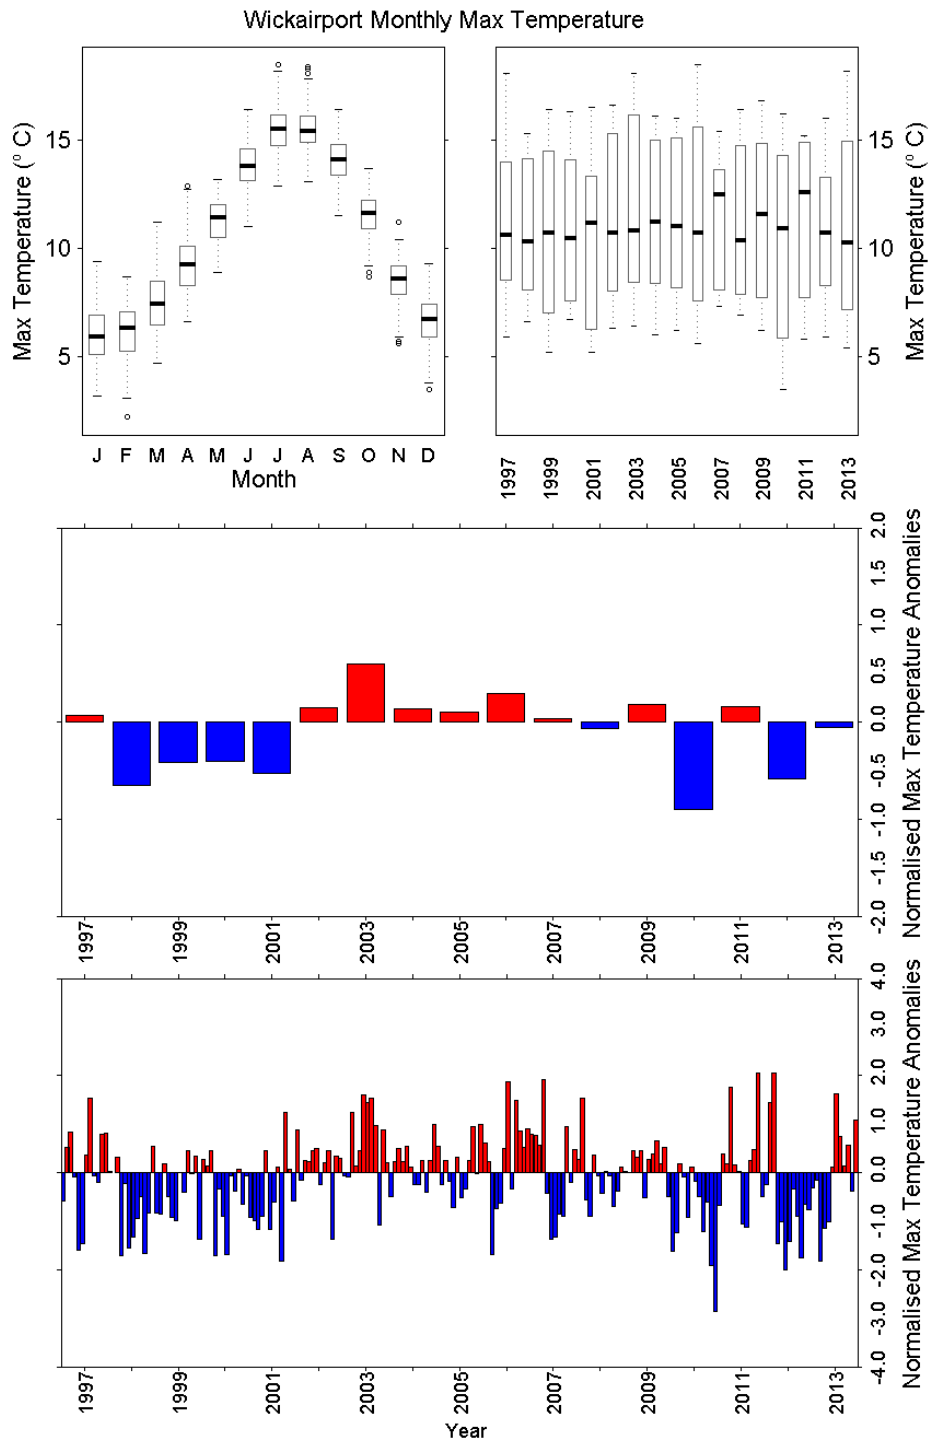 Wickairport Monthly Max Temperature
Max Temperature (° C)
15
10
5
J F M A M J J A S O N D
Month
15
10
5
Max Temperature (° C)
1997 1999 2001 2003 2005 2007 2009 2011 2013
2.0
1.5
1.0
0.5
0.0
-0.5
-1.0
-1.5
-2.0
Normalised Max Temperature Anomalies
1997 1999 2001 2003 2005 2007 2009 2011 2013
4.0
3.0
2.0
1.0
0.0
-1.0
-2.0
-3.0
-4.0
Normalised Max Temperature Anomalies
1997 1999 2001 2003 2005 2007 2009 2011 2013
Year